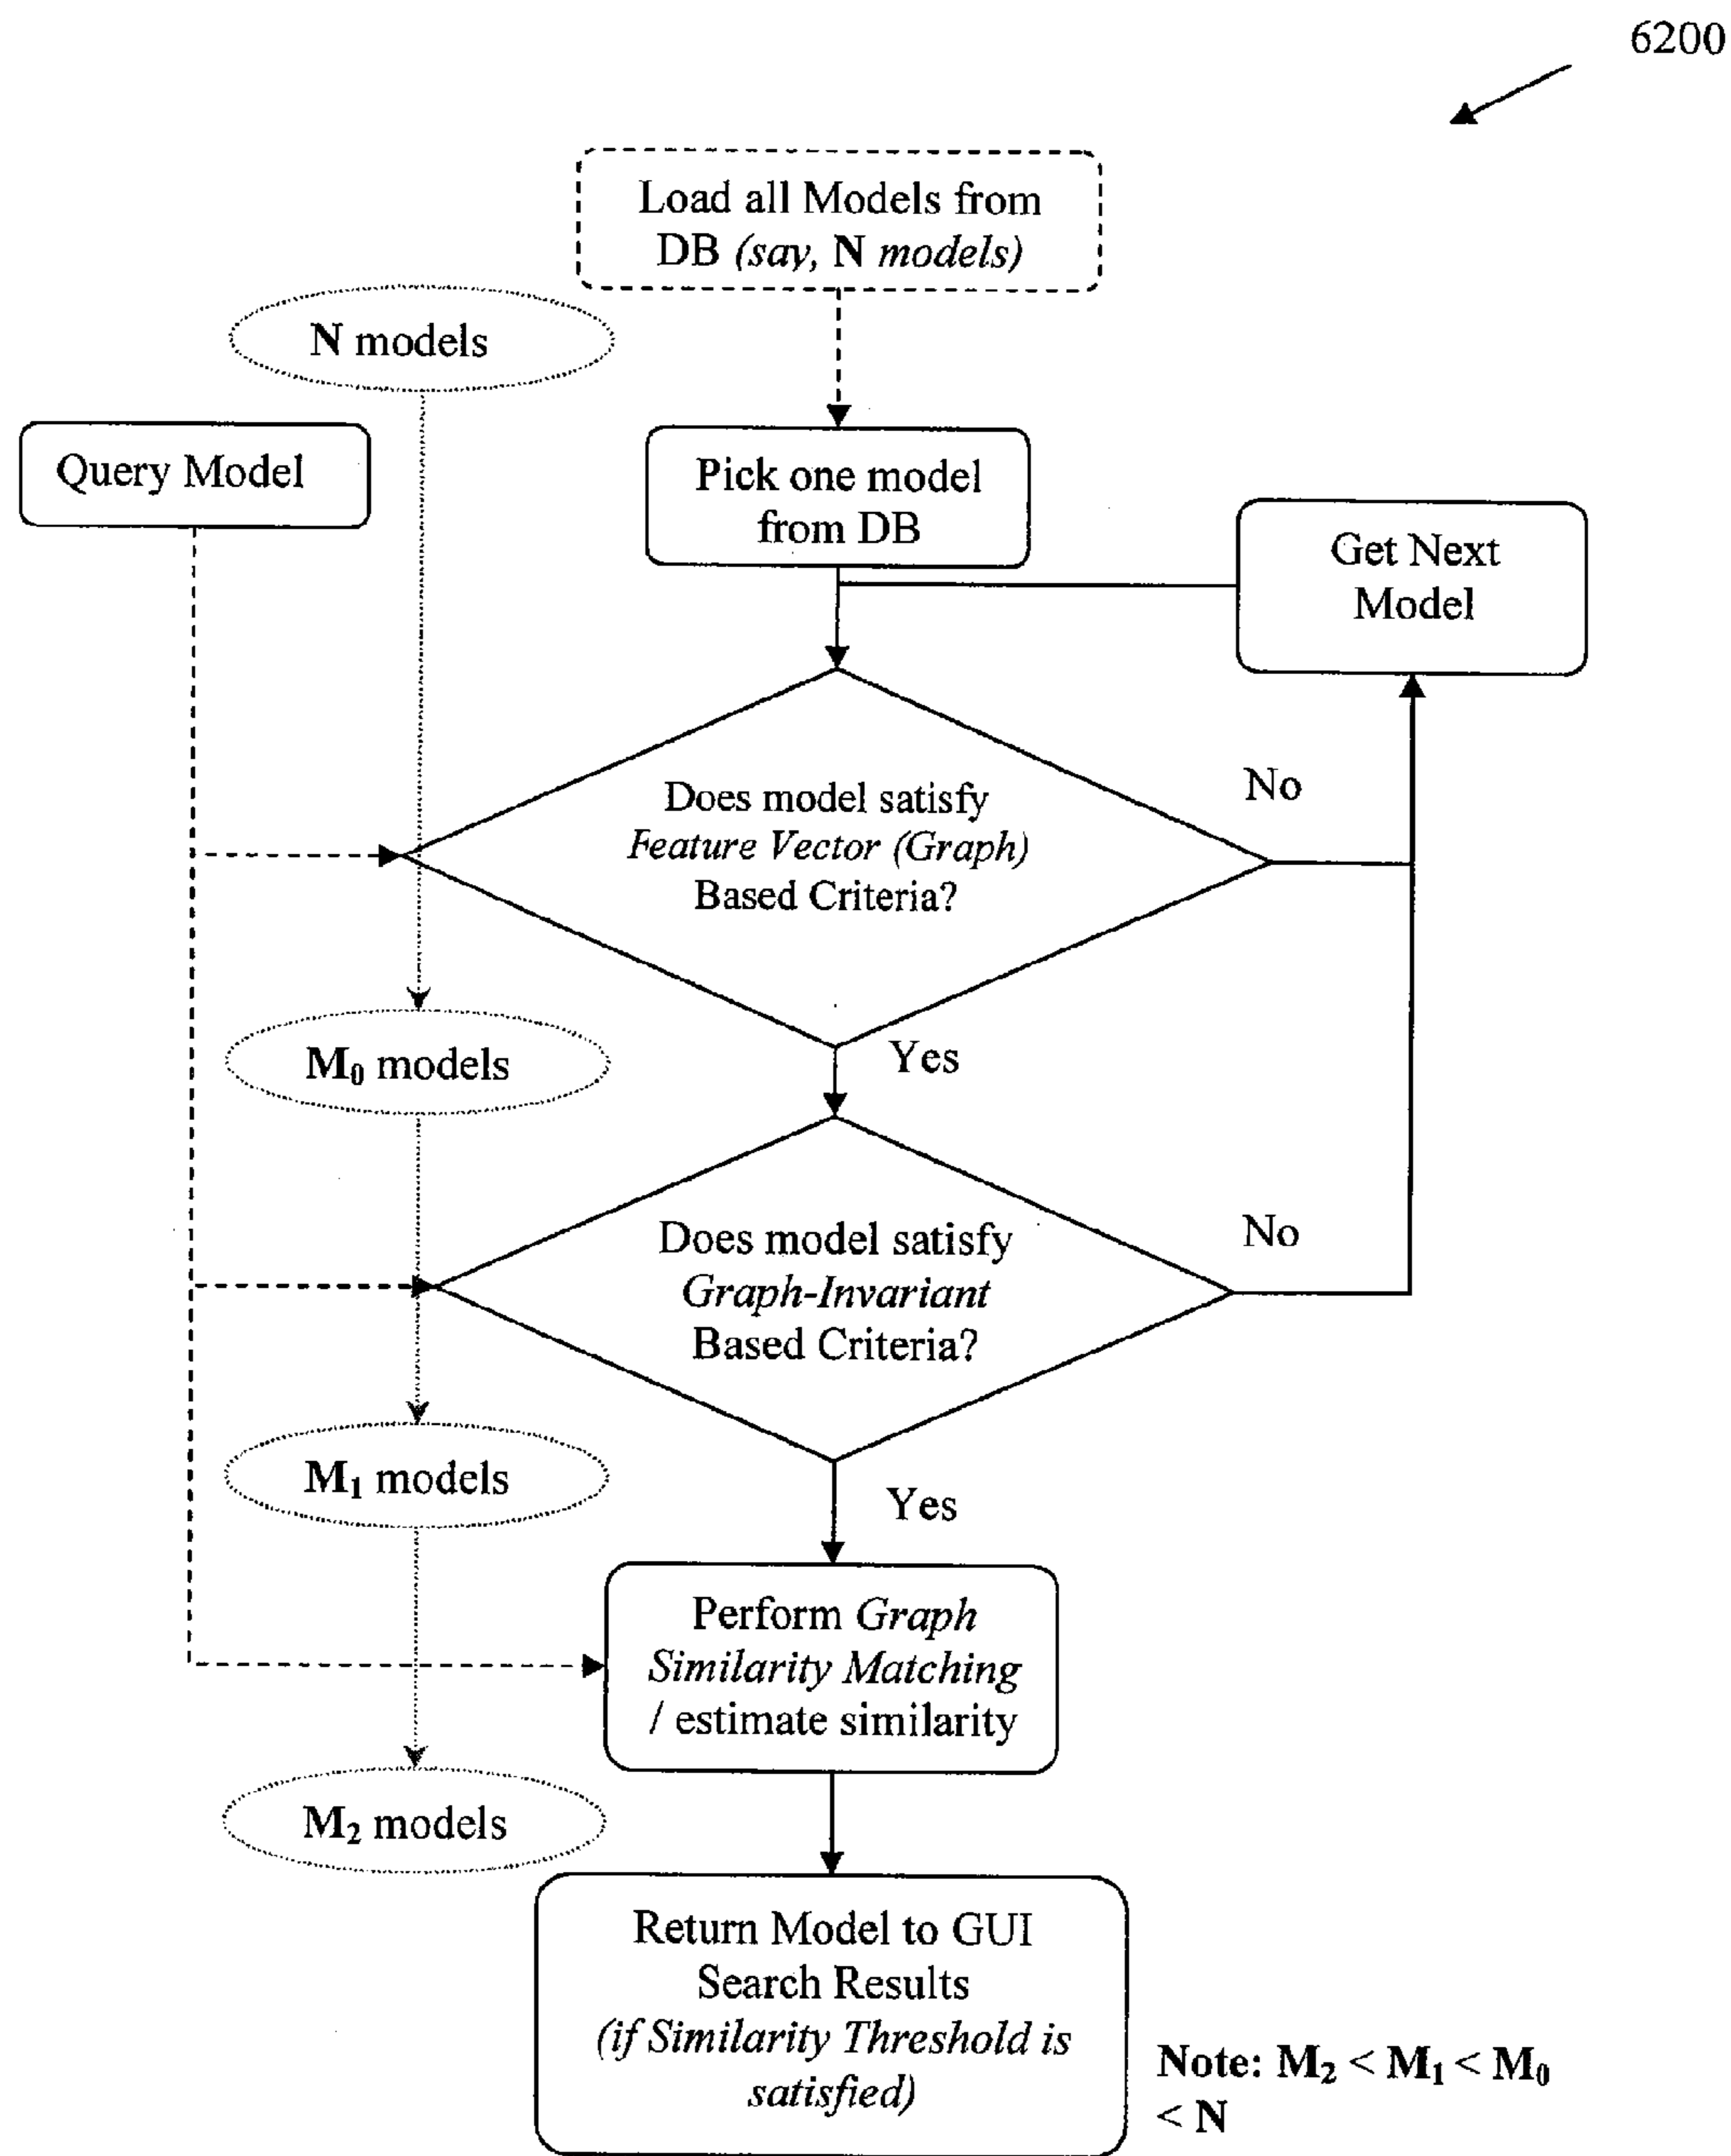 6200
Load all Models from
DB (say, N models)
N models
Query Model
Pick one model
from DB
Get Next
Model
Does model satisfy
Feature Vector (Graph)
Based Criteria?
No
M₀ models
Yes
Does model satisfy
Graph-Invariant
Based Criteria?
No
M₁ models
Yes
Perform Graph
Similarity Matching
/ estimate similarity
M₂ models
Return Model to GUI
Search Results
(if Similarity Threshold is
satisfied)
Note: M₂ < M₁ < M₀
< N